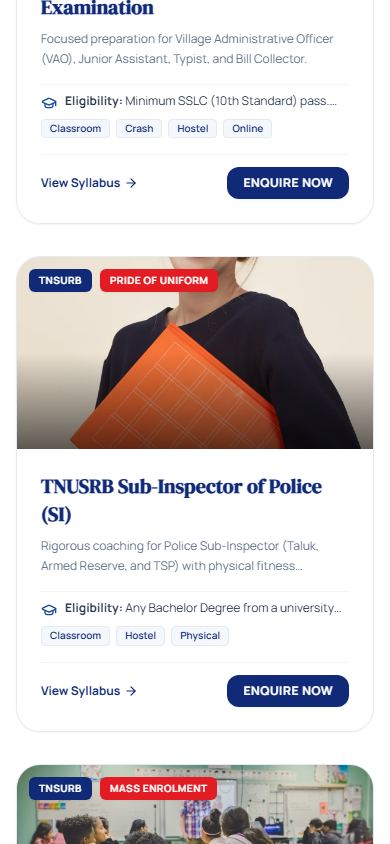 Examination
Focused preparation for Village Administrative Officer
(VAO), Junior Assistant, Typist, and Bill Collector.
Eligibility: Minimum SSLC (10th Standard) pass....
Classroom Crash Hostel Online
View Syllabus → ENQUIRE NOW
TNSURB PRIDE OF UNIFORM
TNUSRB Sub-Inspector of Police
(SI)
Rigorous coaching for Police Sub-Inspector (Taluk,
Armed Reserve, and TSP) with physical fitness...
Eligibility: Any Bachelor Degree from a university...
Classroom Hostel Physical
View Syllabus → ENQUIRE NOW
TNSURB MASS ENROLMENT